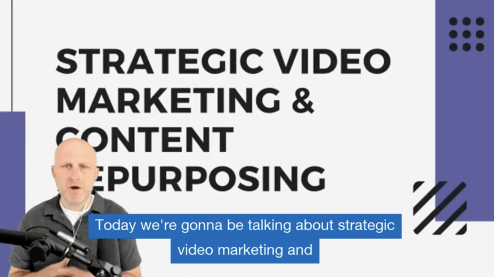 STRATEGIC VIDEO
MARKETING &
CONTENT
EPURPOSING
Today we're gonna be talking about strategic
video marketing and